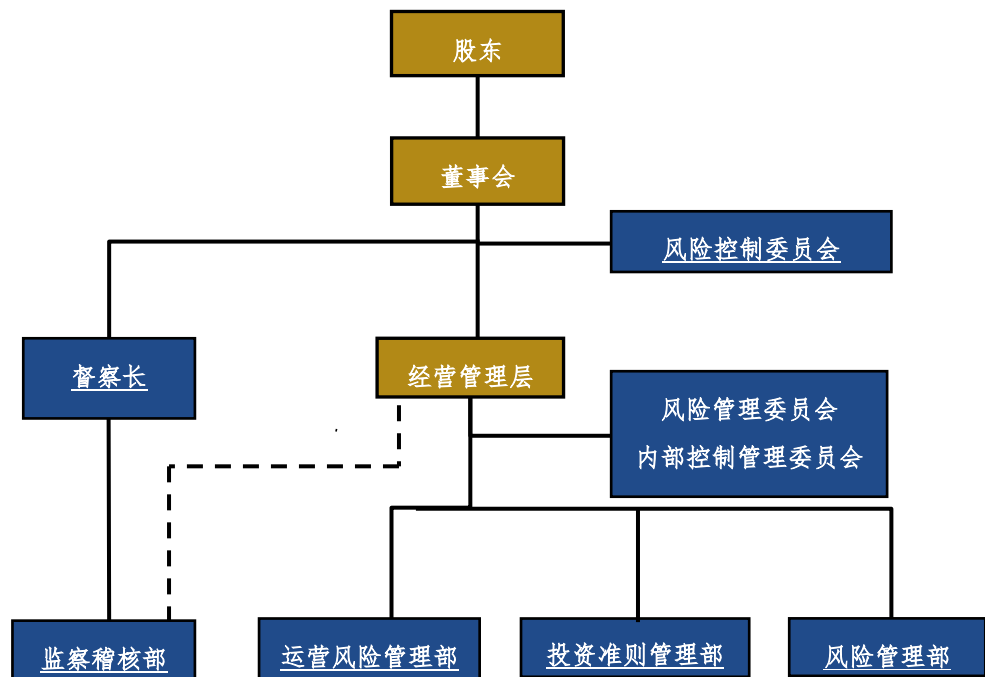 股东
董事会
风险控制委员会
督察长
经营管理层
风险管理委员会
内部控制管理委员会
监察稽核部
运营风险管理部
投资准则管理部
风险管理部